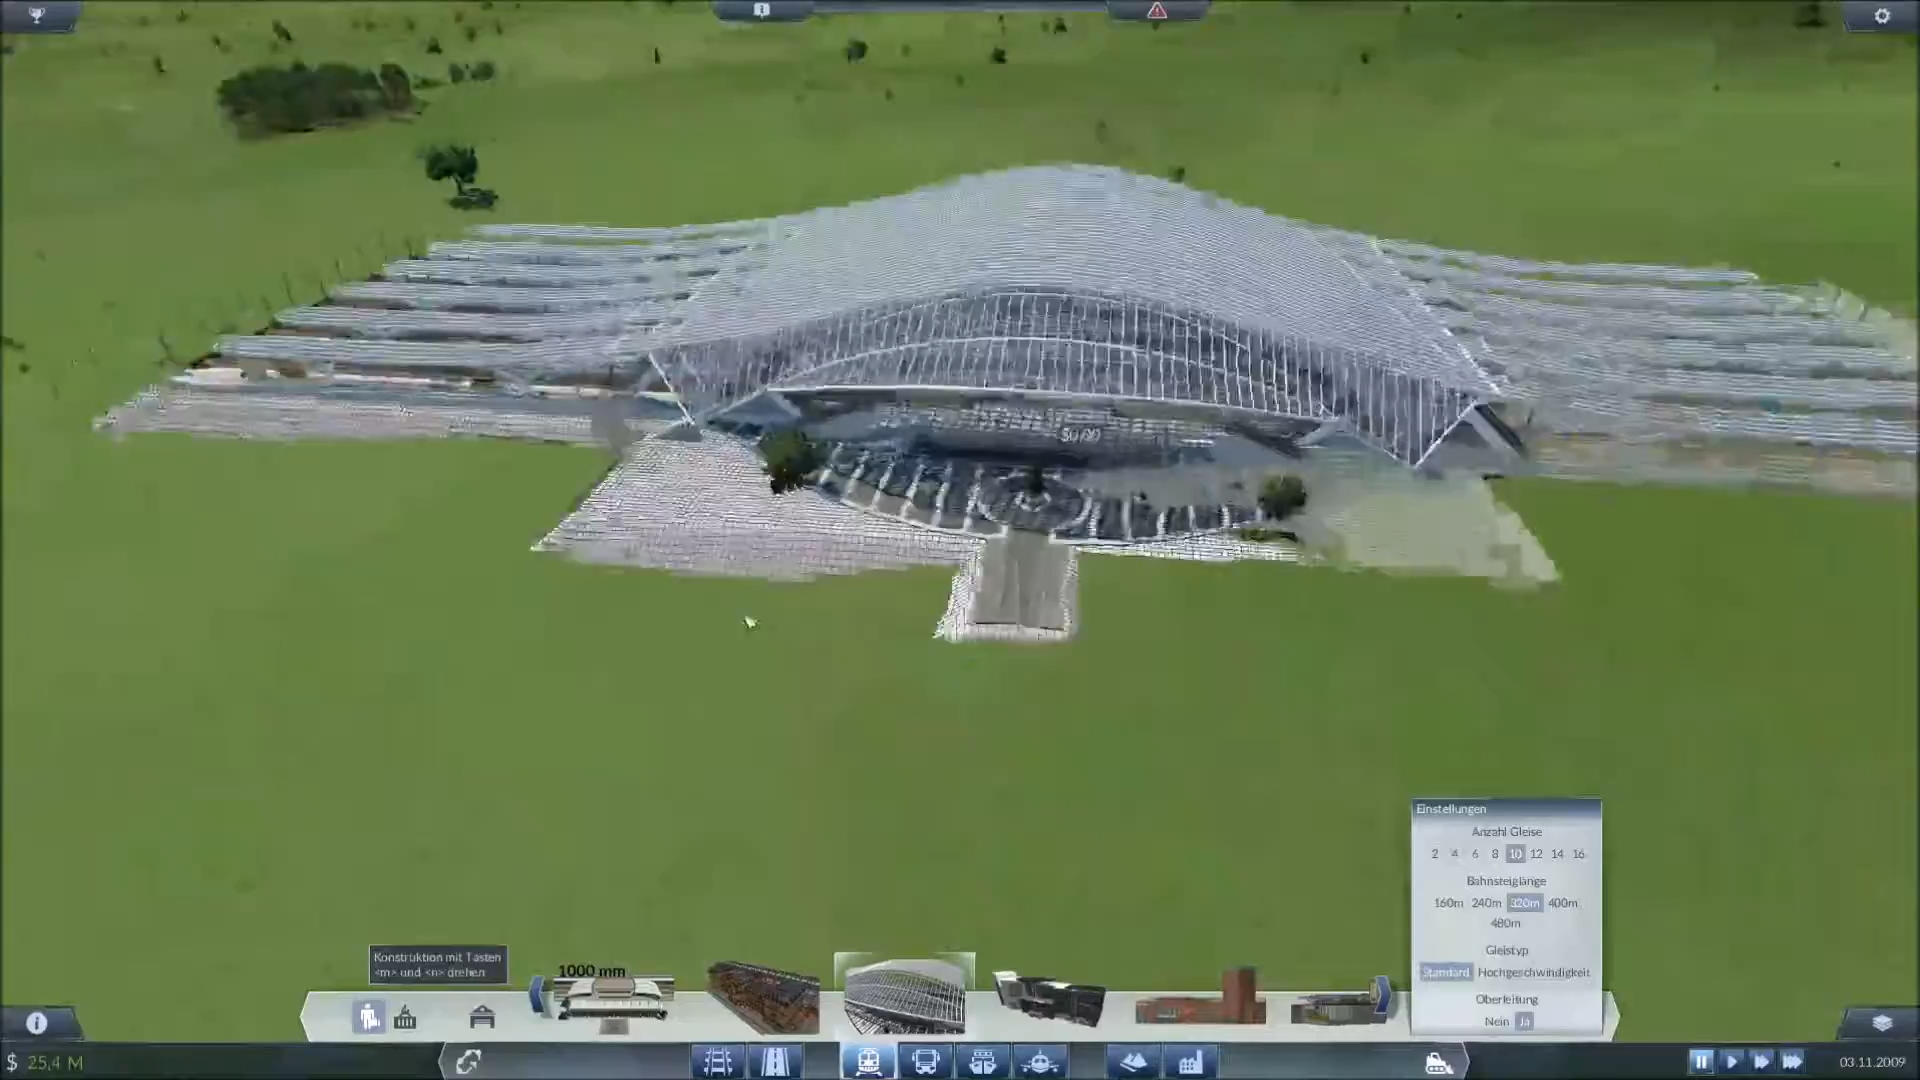 Einstellungen
Anzahl Gleise
2 4 6 8 10 12 14 16
Bahnsteiglänge
160m 240m 320m 400m
480m
Gleistyp
Standard Hochgeschwindigkeit
Oberleitung
Nein Ja
Konstruktion mit Tasten
<m> und <n> drehen
1000 mm
$ 25,4 M
03.11.2009